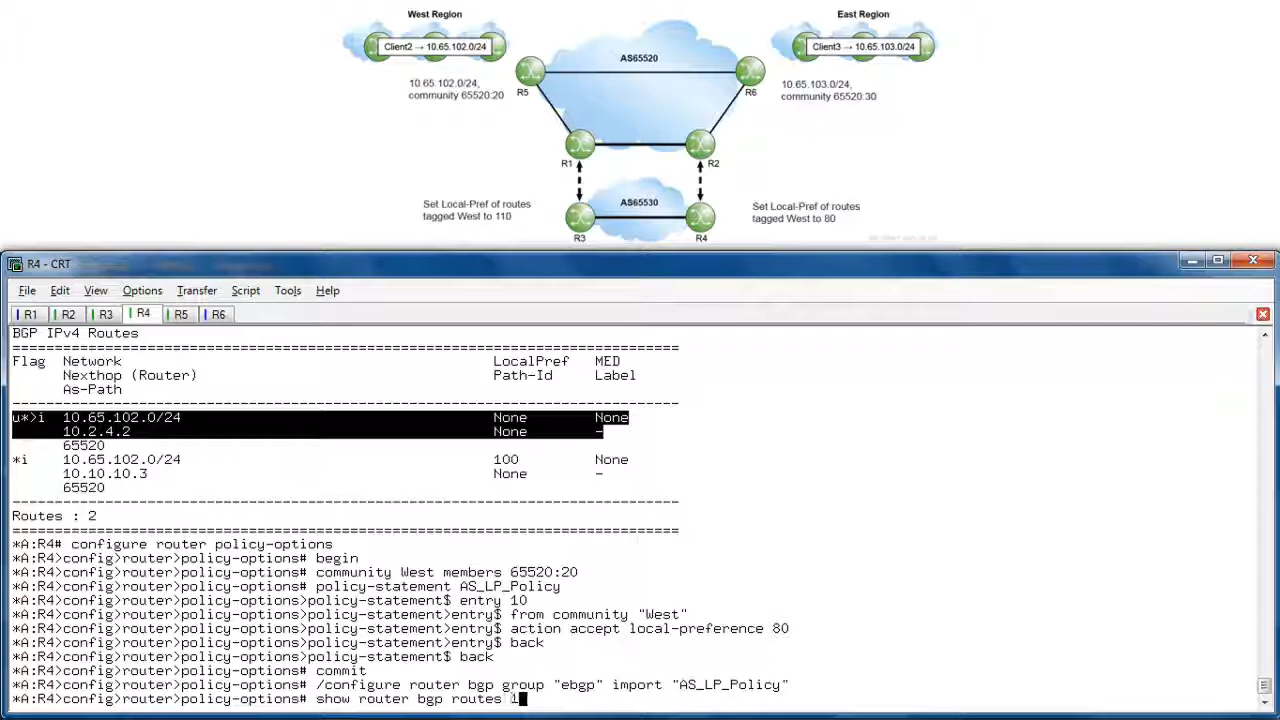 West Region
East Region
Client2 → 10.65.102.0/24
AS65520
Client3 → 10.65.103.0/24
10.65.102.0/24,
community 65520:20
R5
R6
10.65.103.0/24,
community 65520:30
R1
R2
Set Local-Pref of routes
tagged West to 110
AS65530
Set Local-Pref of routes
tagged West to 80
R3
R4
R4 - CRT
File Edit View Options Transfer Script Tools Help
R1 R2 R3 R4 R5 R6
BGP IPv4 Routes
===============================================================================
Flag Network LocalPref MED
Nexthop (Router) Path-Id Label
As-Path
-------------------------------------------------------------------------------
u*>i 10.65.102.0/24 None None
10.2.4.2 None -
65520
*i 10.65.102.0/24 100 None
10.10.10.3 None -
65520
-------------------------------------------------------------------------------
Routes : 2
===============================================================================
*A:R4# configure router policy-options
*A:R4>config>router>policy-options# begin
*A:R4>config>router>policy-options# community West members 65520:20
*A:R4>config>router>policy-options# policy-statement AS_LP_Policy
*A:R4>config>router>policy-options>policy-statement$ entry 10
*A:R4>config>router>policy-options>policy-statement>entry$ from community "West"
*A:R4>config>router>policy-options>policy-statement>entry$ action accept local-preference 80
*A:R4>config>router>policy-options>policy-statement>entry$ back
*A:R4>config>router>policy-options>policy-statement$ back
*A:R4>config>router>policy-options# commit
*A:R4>config>router>policy-options# /configure router bgp group "ebgp" import "AS_LP_Policy"
*A:R4>config>router>policy-options# show router bgp routes 1